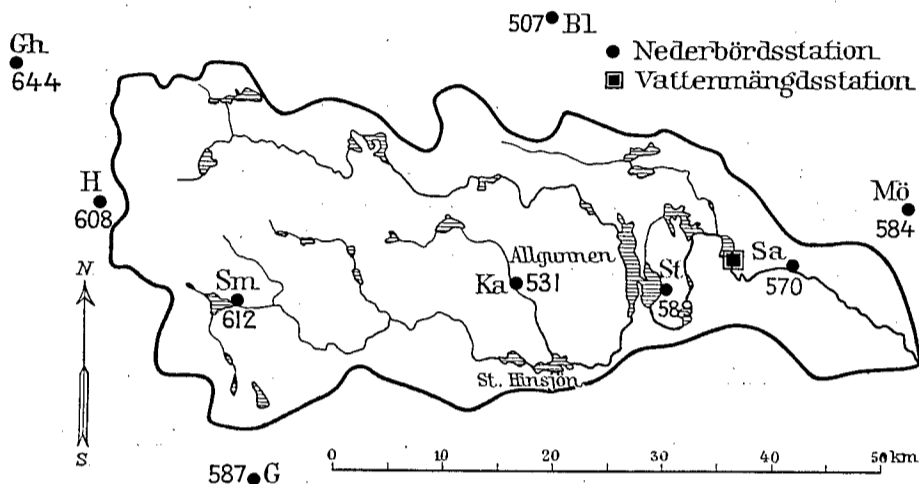 507 Bl
Gh
644
Nederbördsstation
Vattenmängdsstation
H
608
Mö
584
N
Allgunnen
Sa
570
Sm
612
Ka 531
St
589
St. Hinsjön
S
587 G
0 10 20 30 40 50 km